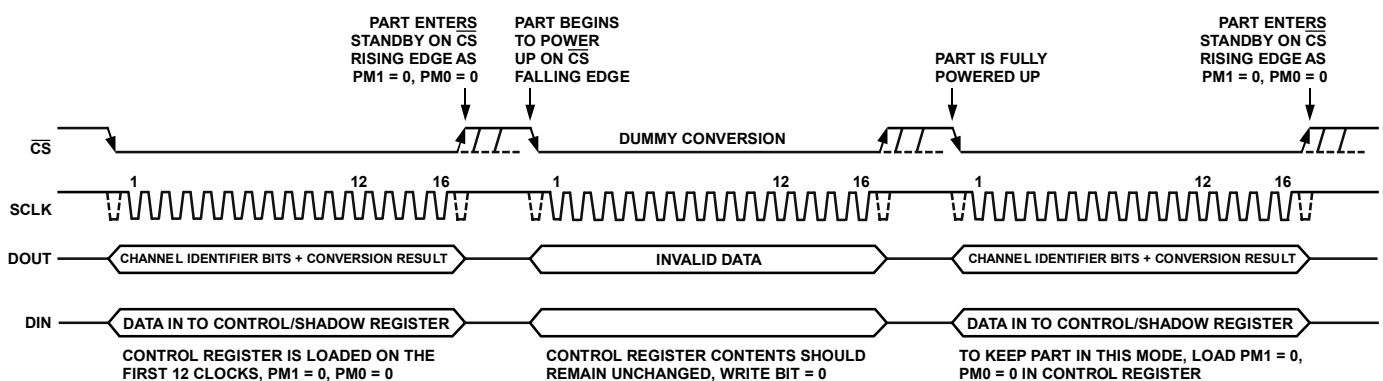 PART ENTERS
STANDBY ON C̅S̅
RISING EDGE AS
PM1 = 0, PM0 = 0
PART BEGINS
TO POWER
UP ON C̅S̅
FALLING EDGE
PART IS FULLY
POWERED UP
PART ENTERS
STANDBY ON C̅S̅
RISING EDGE AS
PM1 = 0, PM0 = 0
C̅S̅
DUMMY CONVERSION
SCLK
1 12 16 1 12 16 1 12 16
DOUT
CHANNEL IDENTIFIER BITS + CONVERSION RESULT
INVALID DATA
CHANNEL IDENTIFIER BITS + CONVERSION RESULT
DIN
DATA IN TO CONTROL/SHADOW REGISTER
DATA IN TO CONTROL/SHADOW REGISTER
CONTROL REGISTER IS LOADED ON THE
FIRST 12 CLOCKS, PM1 = 0, PM0 = 0
CONTROL REGISTER CONTENTS SHOULD
REMAIN UNCHANGED, WRITE BIT = 0
TO KEEP PART IN THIS MODE, LOAD PM1 = 0,
PM0 = 0 IN CONTROL REGISTER